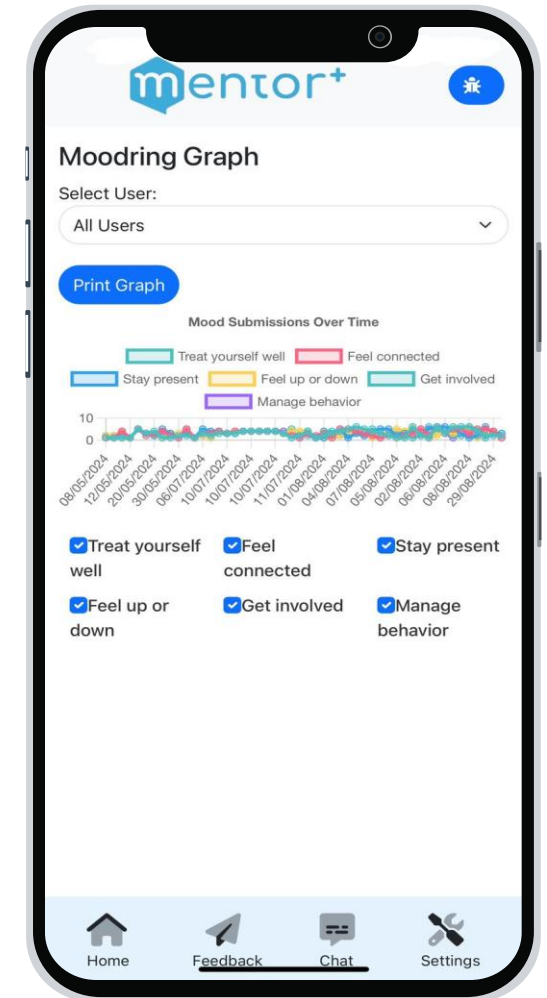 mentor+
Moodring Graph
Select User:
All Users
Print Graph
Mood Submissions Over Time
Treat yourself well Feel connected
Stay present Feel up or down Get involved
Manage behavior
10
0
08/05/2024 12/05/2024 20/05/2024 30/05/2024 06/07/2024 10/07/2024 10/07/2024 10/07/2024 11/07/2024 01/08/2024 04/08/2024 07/08/2024 05/08/2024 02/08/2024 06/08/2024 08/08/2024 29/08/2024
Treat yourself Feel Stay present
well connected
Feel up or Get involved Manage
down behavior
Home Feedback Chat Settings